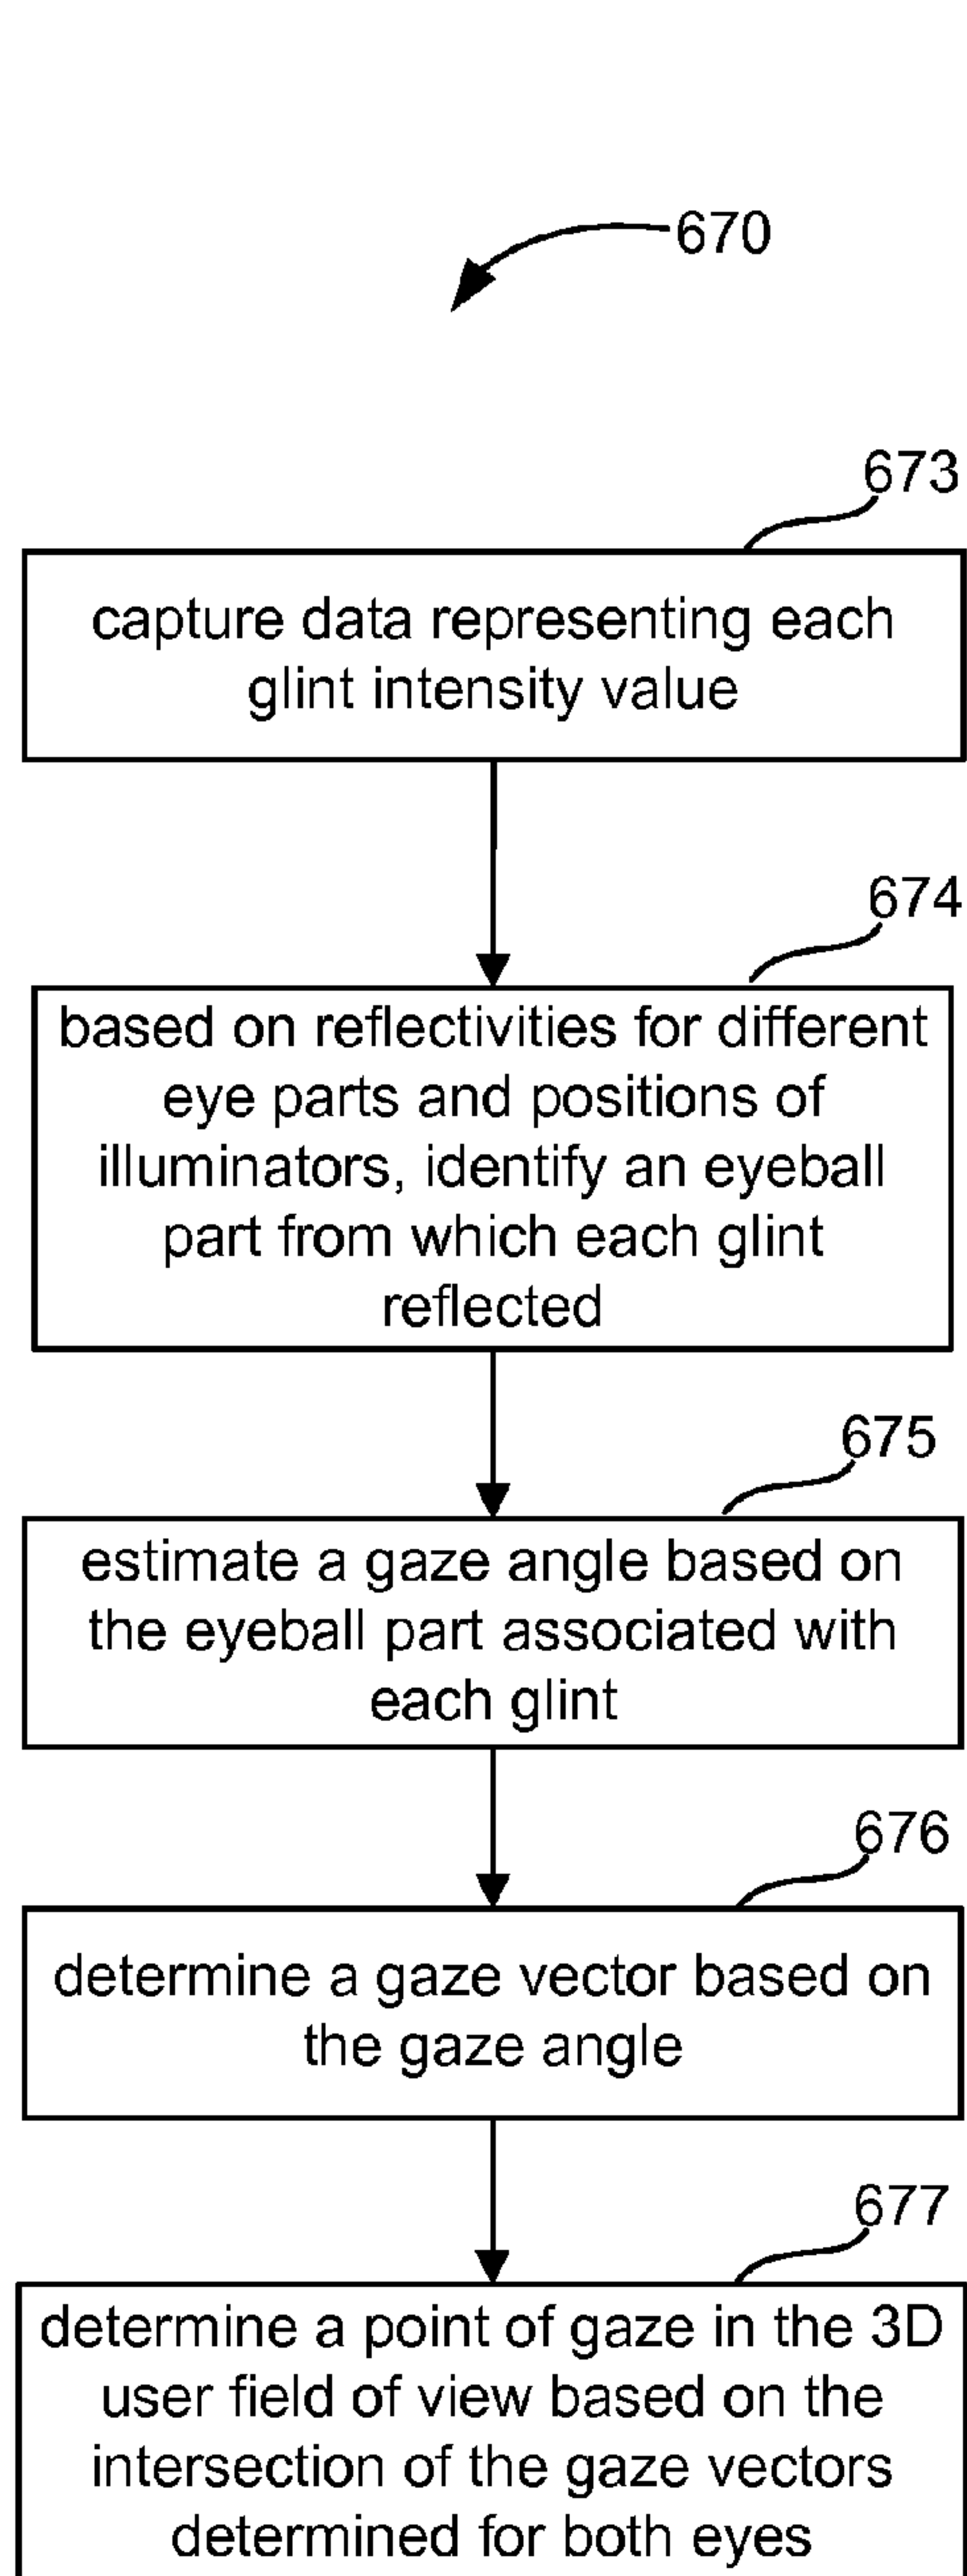 670
673
capture data representing each
glint intensity value
674
based on reflectivities for different
eye parts and positions of
illuminators, identify an eyeball
part from which each glint
reflected
675
estimate a gaze angle based on
the eyeball part associated with
each glint
676
determine a gaze vector based on
the gaze angle
677
determine a point of gaze in the 3D
user field of view based on the
intersection of the gaze vectors
determined for both eyes